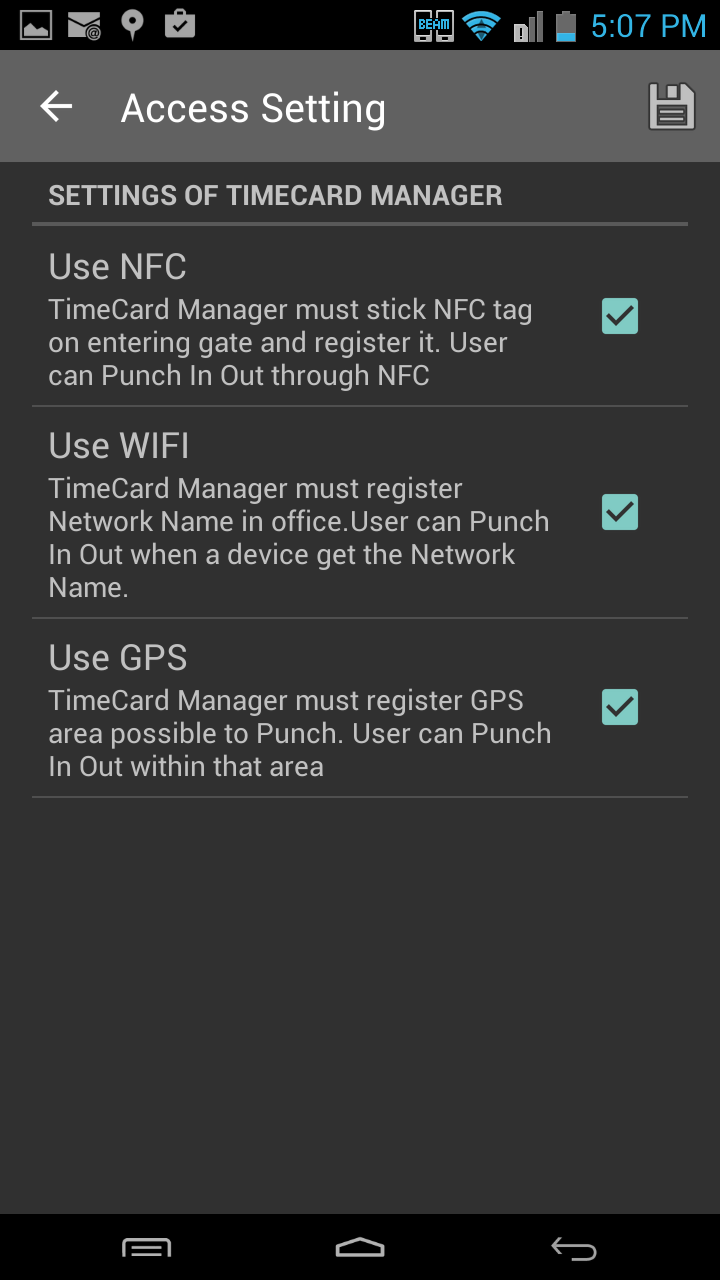 BEAM
5:07 PM
Access Setting
SETTINGS OF TIMECARD MANAGER
Use NFC
TimeCard Manager must stick NFC tag
on entering gate and register it. User
can Punch In Out through NFC
Use WIFI
TimeCard Manager must register
Network Name in office.User can Punch
In Out when a device get the Network
Name.
Use GPS
TimeCard Manager must register GPS
area possible to Punch. User can Punch
In Out within that area